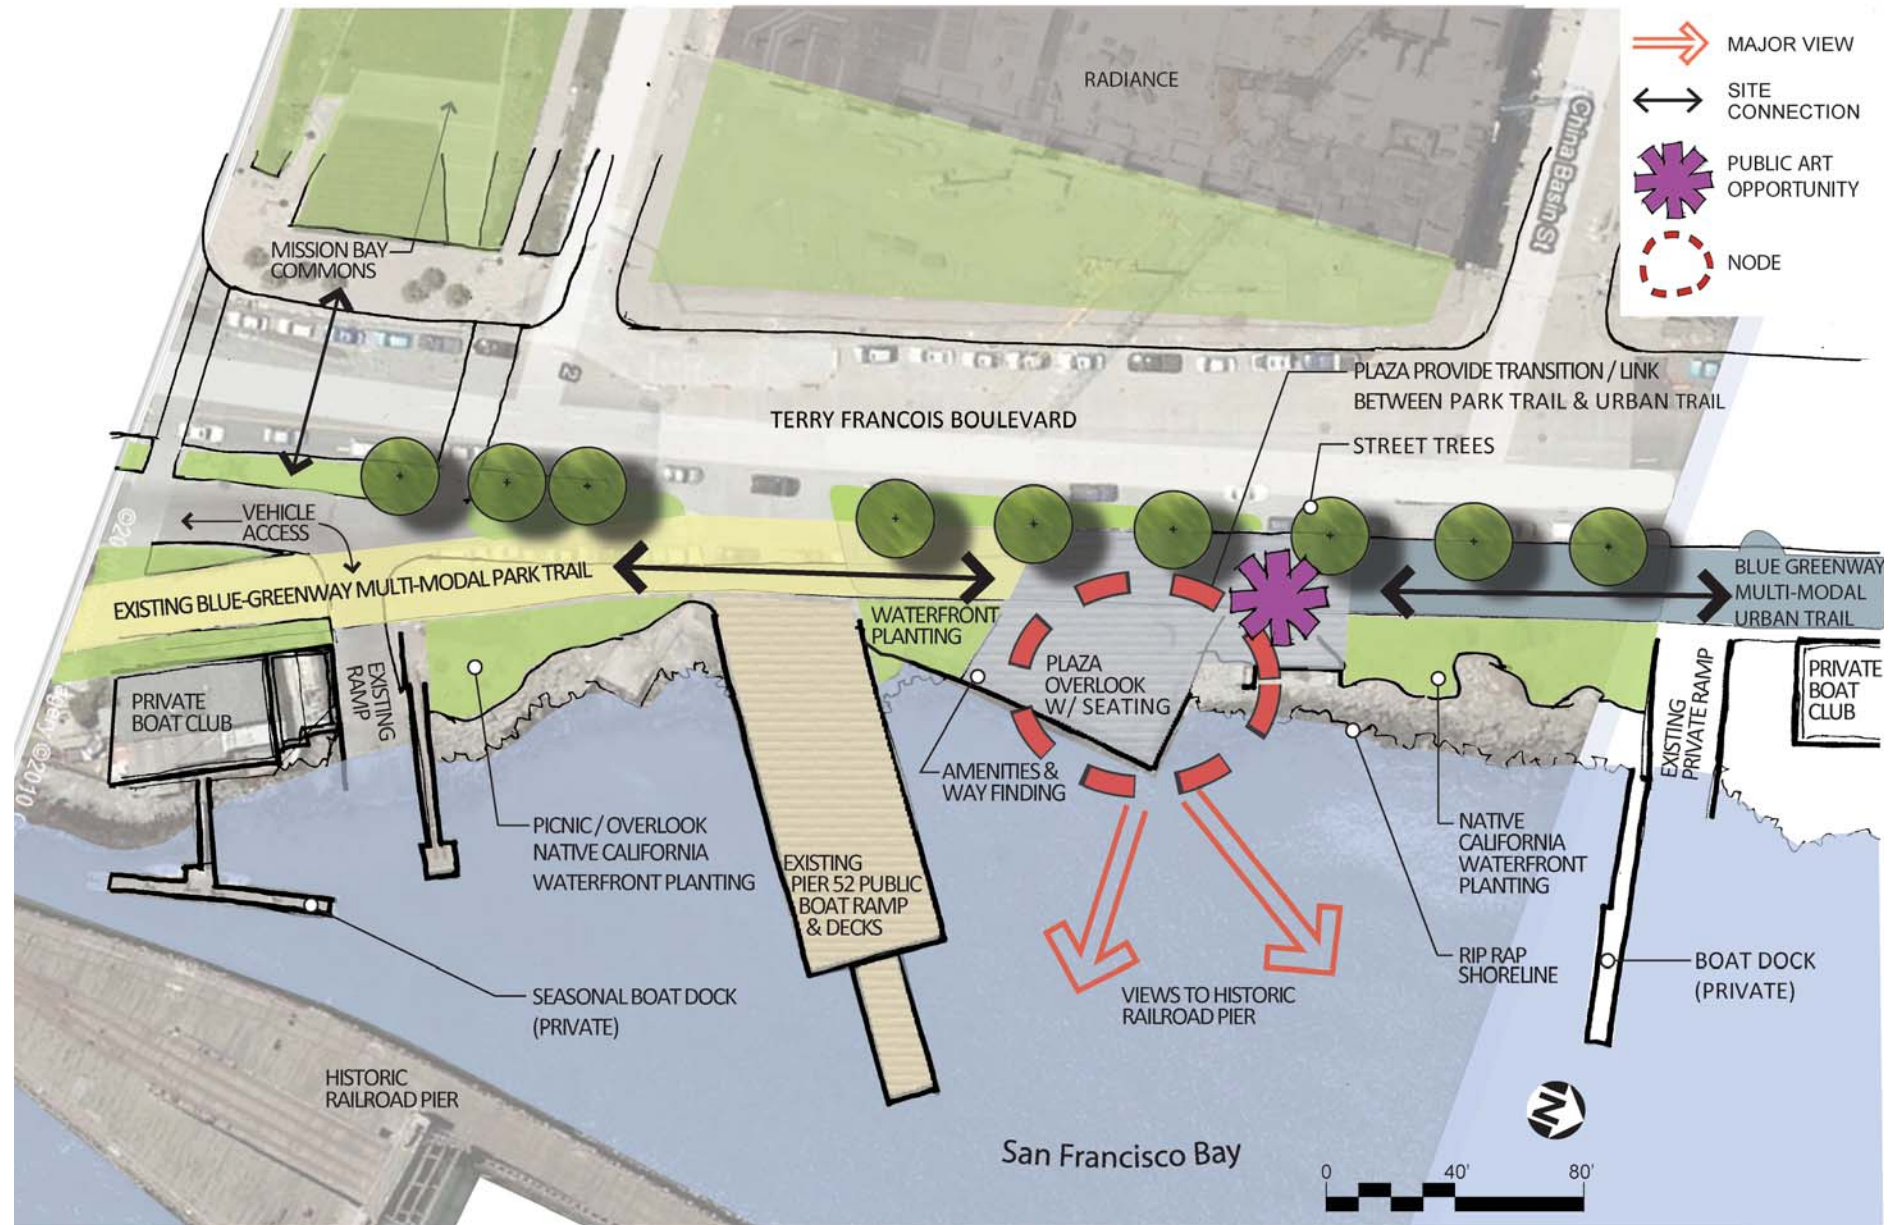 MAJOR VIEW
SITE
CONNECTION
PUBLIC ART
OPPORTUNITY
NODE
RADIANCE
China Basin St
MISSION BAY
COMMONS
2
PLAZA PROVIDE TRANSITION / LINK
BETWEEN PARK TRAIL & URBAN TRAIL
TERRY FRANCOIS BOULEVARD
STREET TREES
VEHICLE
ACCESS
EXISTING BLUE-GREENWAY MULTI-MODAL PARK TRAIL
BLUE GREENWAY
MULTI-MODAL
URBAN TRAIL
WATERFRONT
PLANTING
PLAZA
OVERLOOK
W/ SEATING
EXISTING
RAMP
PRIVATE
BOAT CLUB
EXISTING
PRIVATE RAMP
PRIVATE
BOAT
CLUB
AMENITIES &
WAY FINDING
PICNIC / OVERLOOK
NATIVE CALIFORNIA
WATERFRONT PLANTING
EXISTING
PIER 52 PUBLIC
BOAT RAMP
& DECKS
NATIVE
CALIFORNIA
WATERFRONT
PLANTING
RIP RAP
SHORELINE
BOAT DOCK
(PRIVATE)
SEASONAL BOAT DOCK
(PRIVATE)
VIEWS TO HISTORIC
RAILROAD PIER
HISTORIC
RAILROAD PIER
San Francisco Bay
N
0 40' 80'